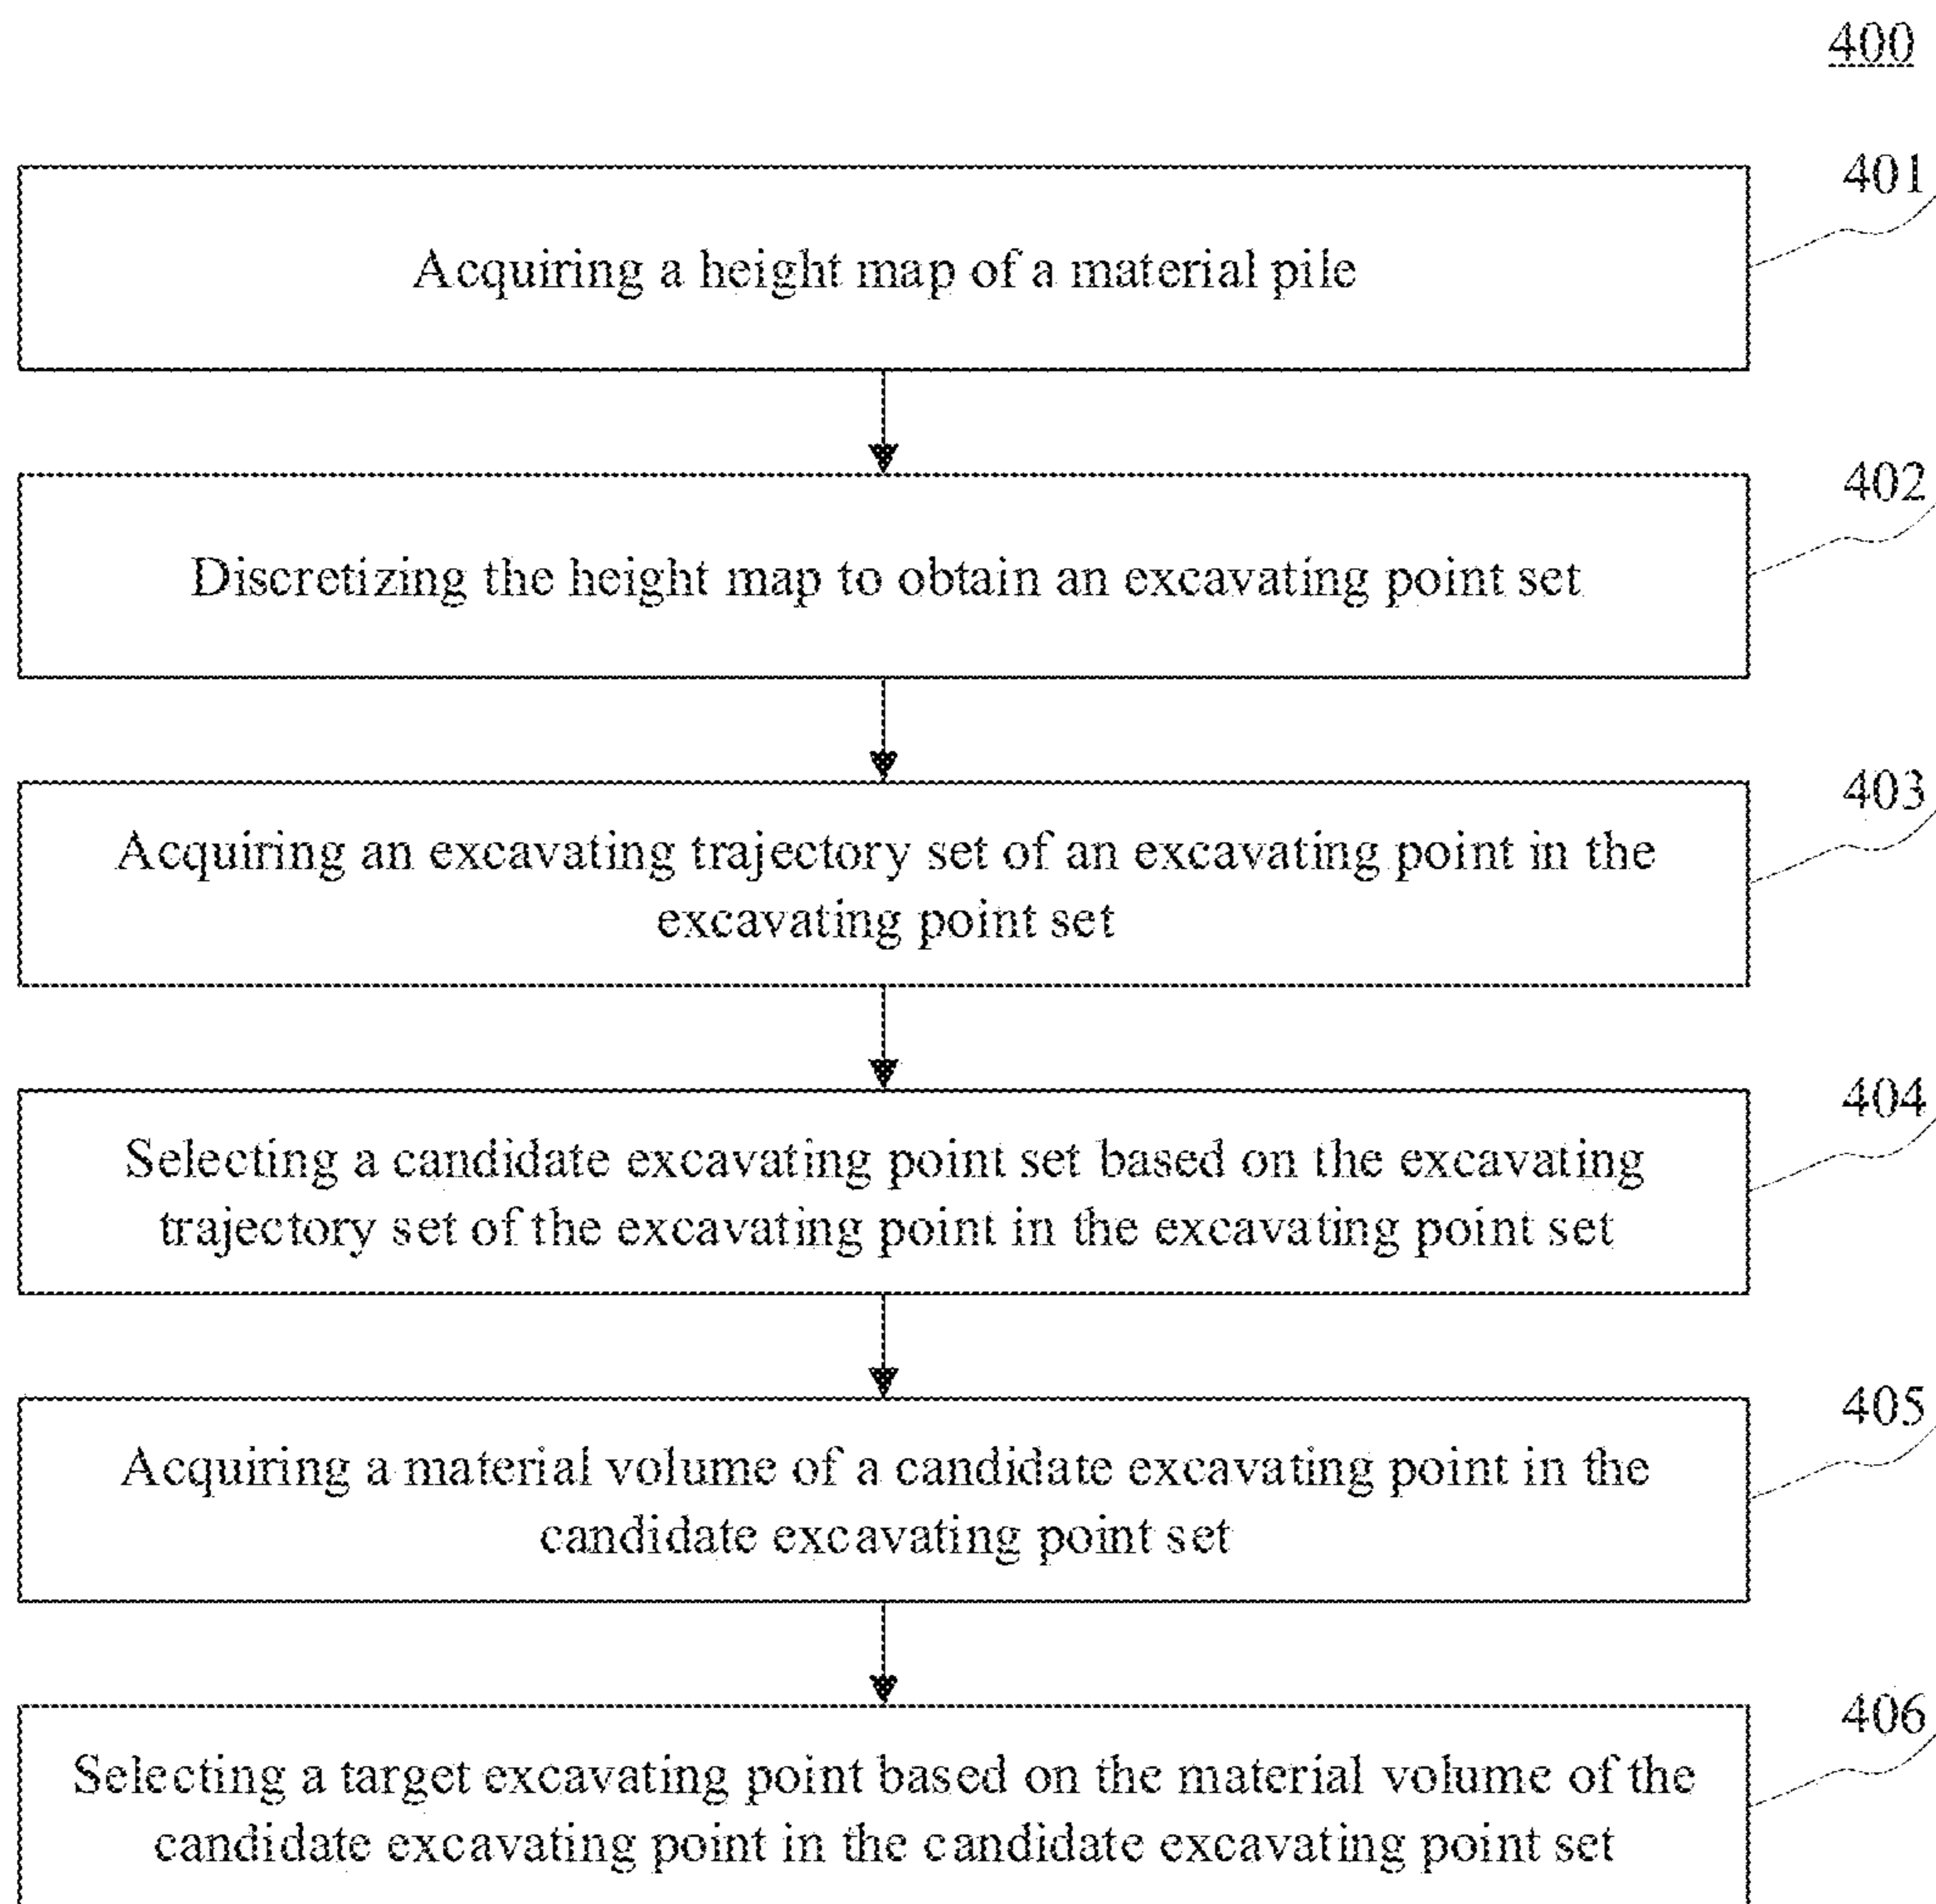 400
401
Acquiring a height map of a material pile
402
Discretizing the height map to obtain an excavating point set
403
Acquiring an excavating trajectory set of an excavating point in the
excavating point set
404
Selecting a candidate excavating point set based on the excavating
trajectory set of the excavating point in the excavating point set
405
Acquiring a material volume of a candidate excavating point in the
candidate excavating point set
406
Selecting a target excavating point based on the material volume of the
candidate excavating point in the candidate excavating point set